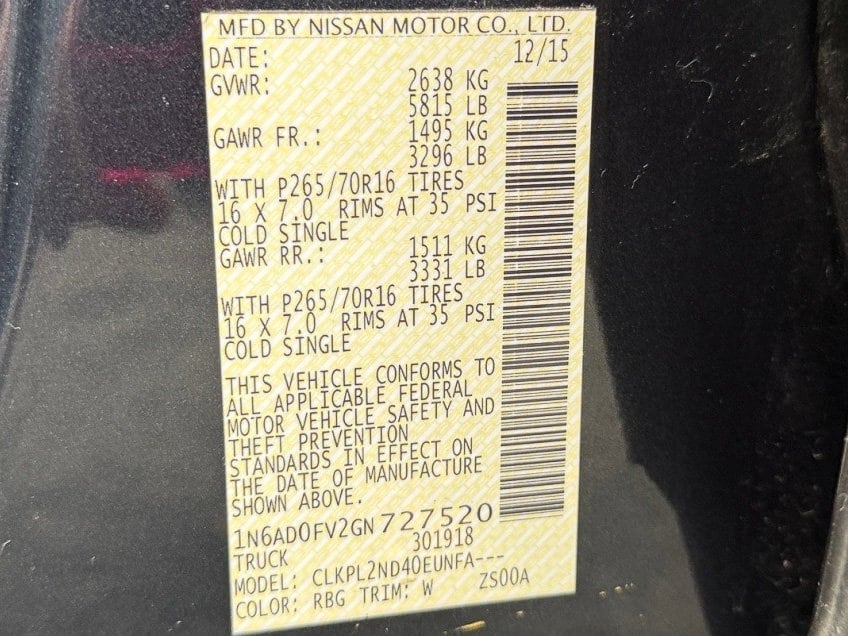 MFD BY NISSAN MOTOR CO., LTD.
DATE: 12/15
GVWR: 2638 KG
5815 LB
GAWR FR.: 1495 KG
3296 LB
WITH P265/70R16 TIRES
16 X 7.0 RIMS AT 35 PSI
COLD SINGLE
GAWR RR.: 1511 KG
3331 LB
WITH P265/70R16 TIRES
16 X 7.0 RIMS AT 35 PSI
COLD SINGLE
THIS VEHICLE CONFORMS TO
ALL APPLICABLE FEDERAL
MOTOR VEHICLE SAFETY AND
THEFT PREVENTION
STANDARDS IN EFFECT ON
THE DATE OF MANUFACTURE
SHOWN ABOVE.
1N6AD0FV2GN727520
TRUCK 301918
MODEL: CLKPL2ND40EUNFA---
COLOR: RBG TRIM: W ZS00A